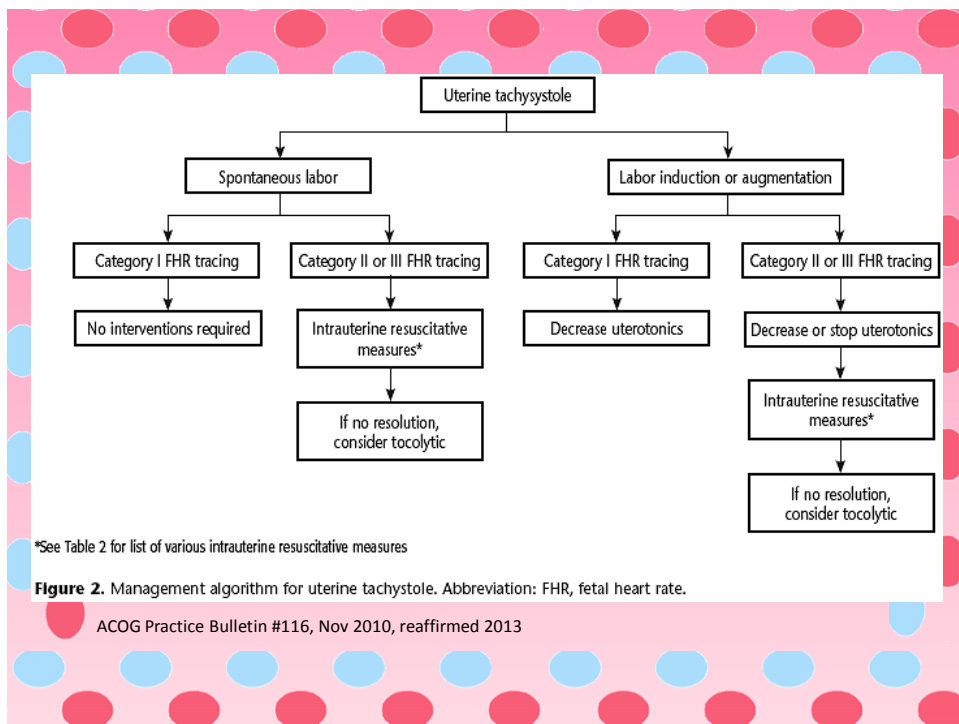 Uterine tachysystole
Spontaneous labor
Labor induction or augmentation
Category I FHR tracing
Category II or III FHR tracing
Category I FHR tracing
Category II or III FHR tracing
No interventions required
Intrauterine resuscitative
measures*
Decrease uterotonics
Decrease or stop uterotonics
If no resolution,
consider tocolytic
Intrauterine resuscitative
measures*
If no resolution,
consider tocolytic
*See Table 2 for list of various intrauterine resuscitative measures
Figure 2. Management algorithm for uterine tachystole. Abbreviation: FHR, fetal heart rate.
ACOG Practice Bulletin #116, Nov 2010, reaffirmed 2013